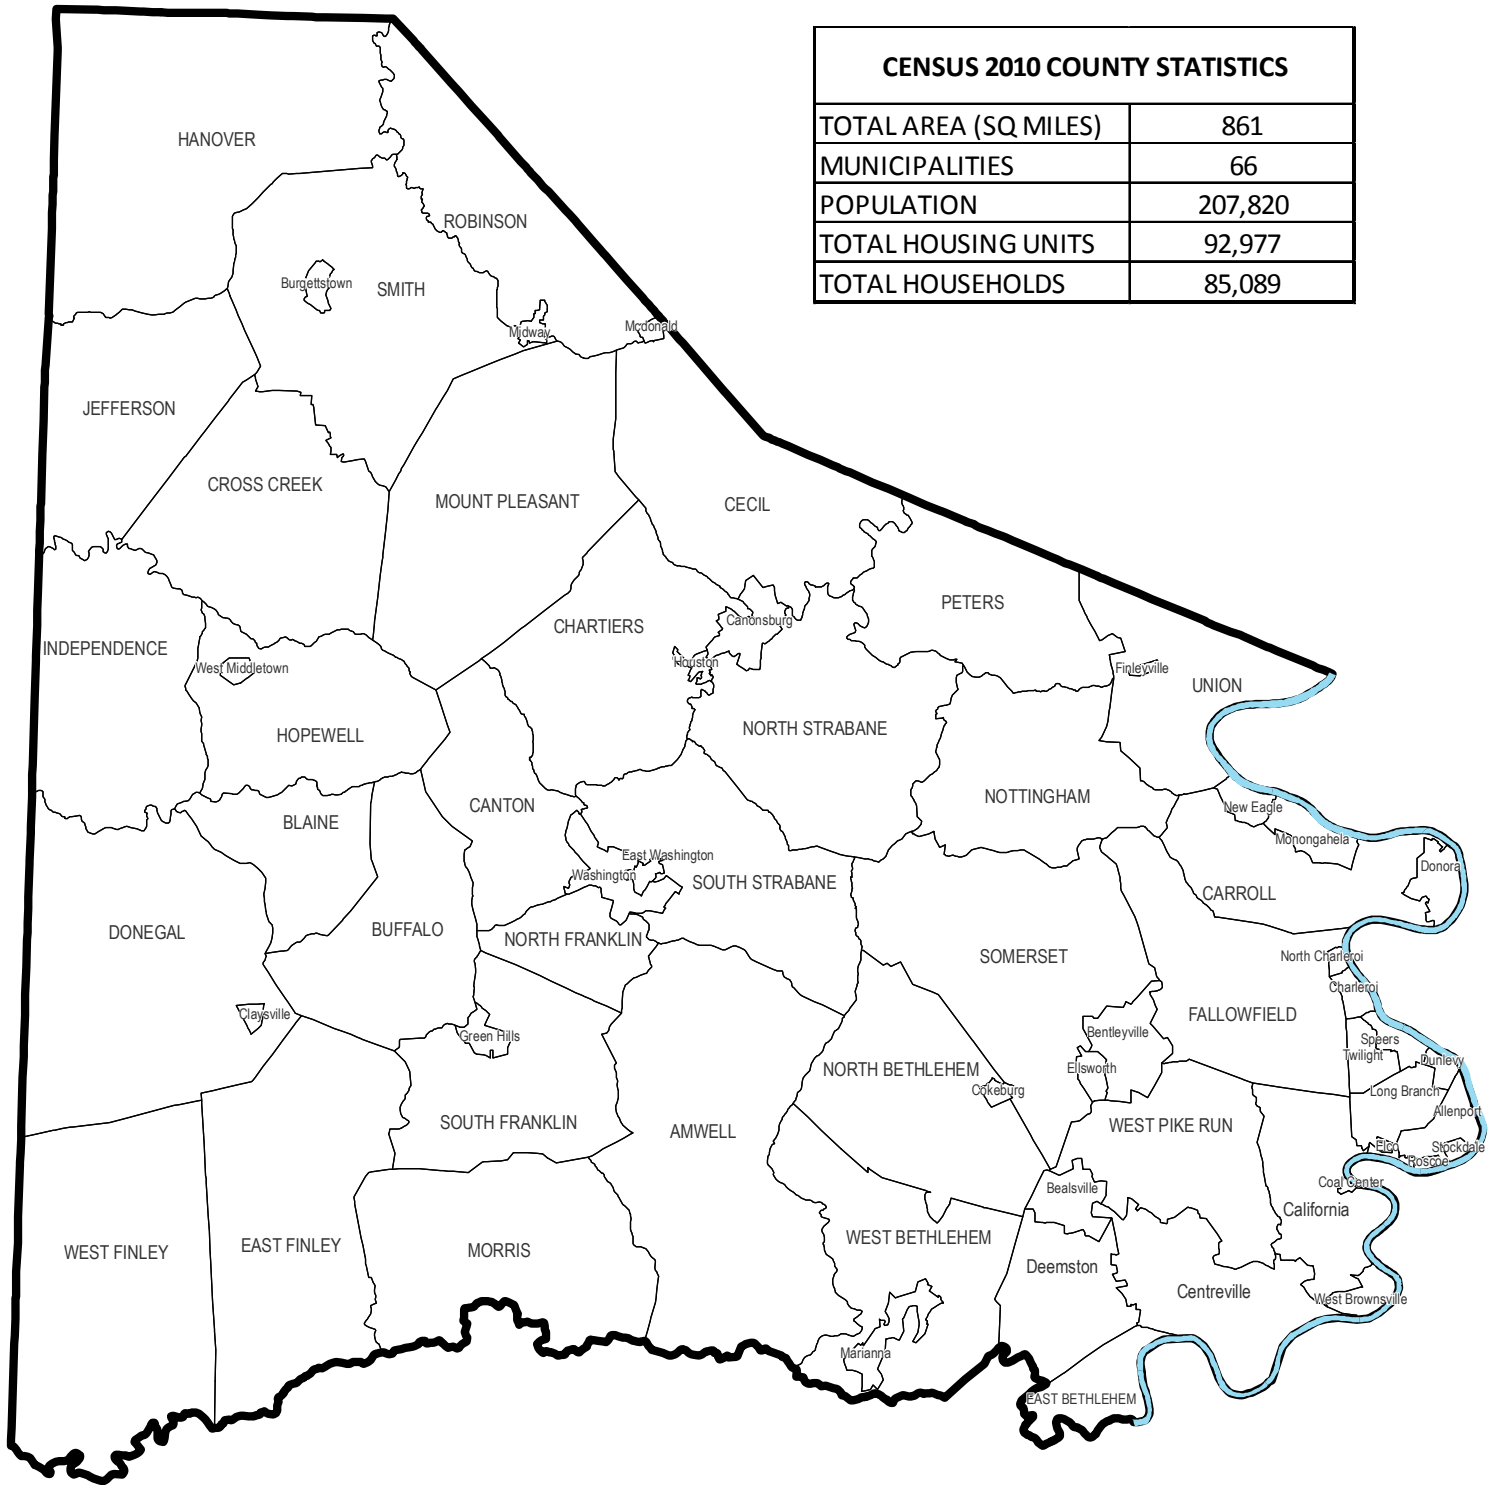 CENSUS 2010 COUNTY STATISTICS
TOTAL AREA (SQ MILES) 861
MUNICIPALITIES 66
POPULATION 207,820
TOTAL HOUSING UNITS 92,977
TOTAL HOUSEHOLDS 85,089
HANOVER
ROBINSON
Burgettstown
SMITH
Midway
Mcdonald
JEFFERSON
CROSS CREEK
MOUNT PLEASANT
CECIL
PETERS
INDEPENDENCE
CHARTIERS
Canonsburg
West Middletown
Houston
Finleyville
UNION
HOPEWELL
NORTH STRABANE
CANTON
NOTTINGHAM
New Eagle
BLAINE
Monongahela
East Washington
Washington
SOUTH STRABANE
Donora
CARROLL
DONEGAL
BUFFALO
NORTH FRANKLIN
SOMERSET
North Charleroi
Charleroi
Claysville
FALLOWFIELD
Green Hills
Bentleyville
Speers
Twilight
Dunlevy
NORTH BETHLEHEM
Ellsworth
Cokeburg
Long Branch
Allenport
SOUTH FRANKLIN
AMWELL
WEST PIKE RUN
Elco
Stockdale
Roscoe
Coal Center
Bealsville
California
WEST FINLEY
EAST FINLEY
MORRIS
WEST BETHLEHEM
Deemston
Centreville
West Brownsville
Marianna
EAST BETHLEHEM